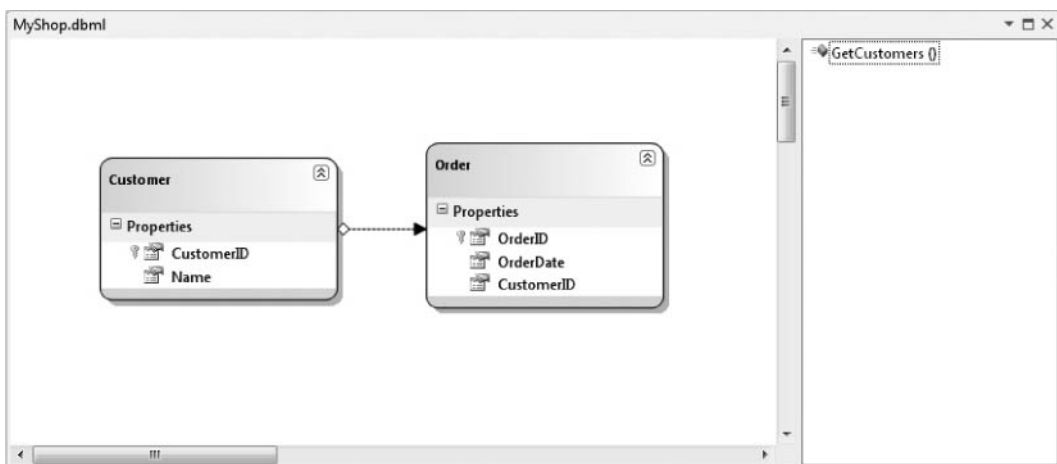 MyShop.dbml
Customer
Properties
CustomerID
Name
Order
Properties
OrderID
OrderDate
CustomerID
GetCustomers ()